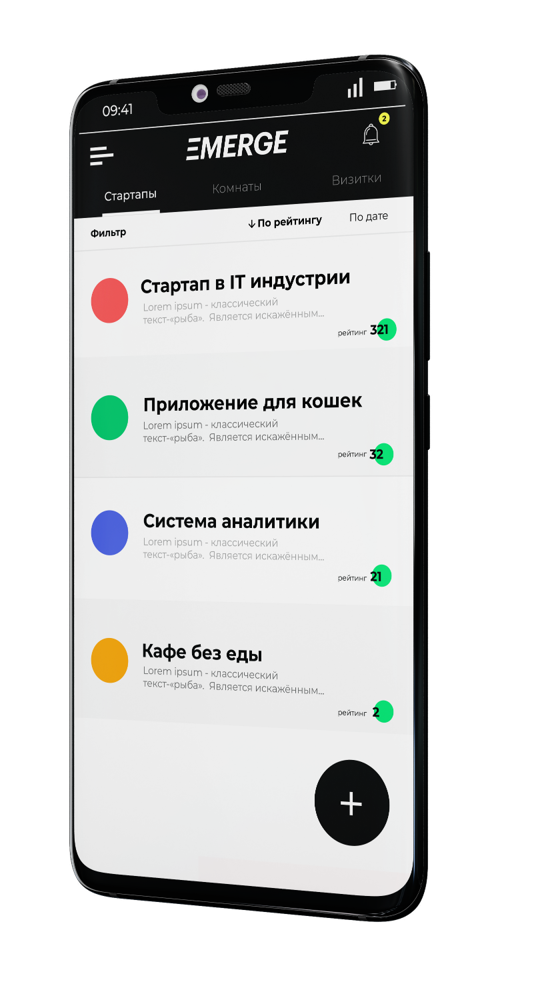 09:41
2
EMERGE
Стартапы Комнаты Визитки
Фильтр ↓ По рейтингу По дате
Стартап в IT индустрии
Lorem ipsum - классический
текст-«рыба». Является искажённым...
рейтинг 321
Приложение для кошек
Lorem ipsum - классический
текст-«рыба». Является искажённым...
рейтинг 32
Система аналитики
Lorem ipsum - классический
текст-«рыба». Является искажённым...
рейтинг 21
Кафе без еды
Lorem ipsum - классический
текст-«рыба». Является искажённым...
рейтинг 2
+